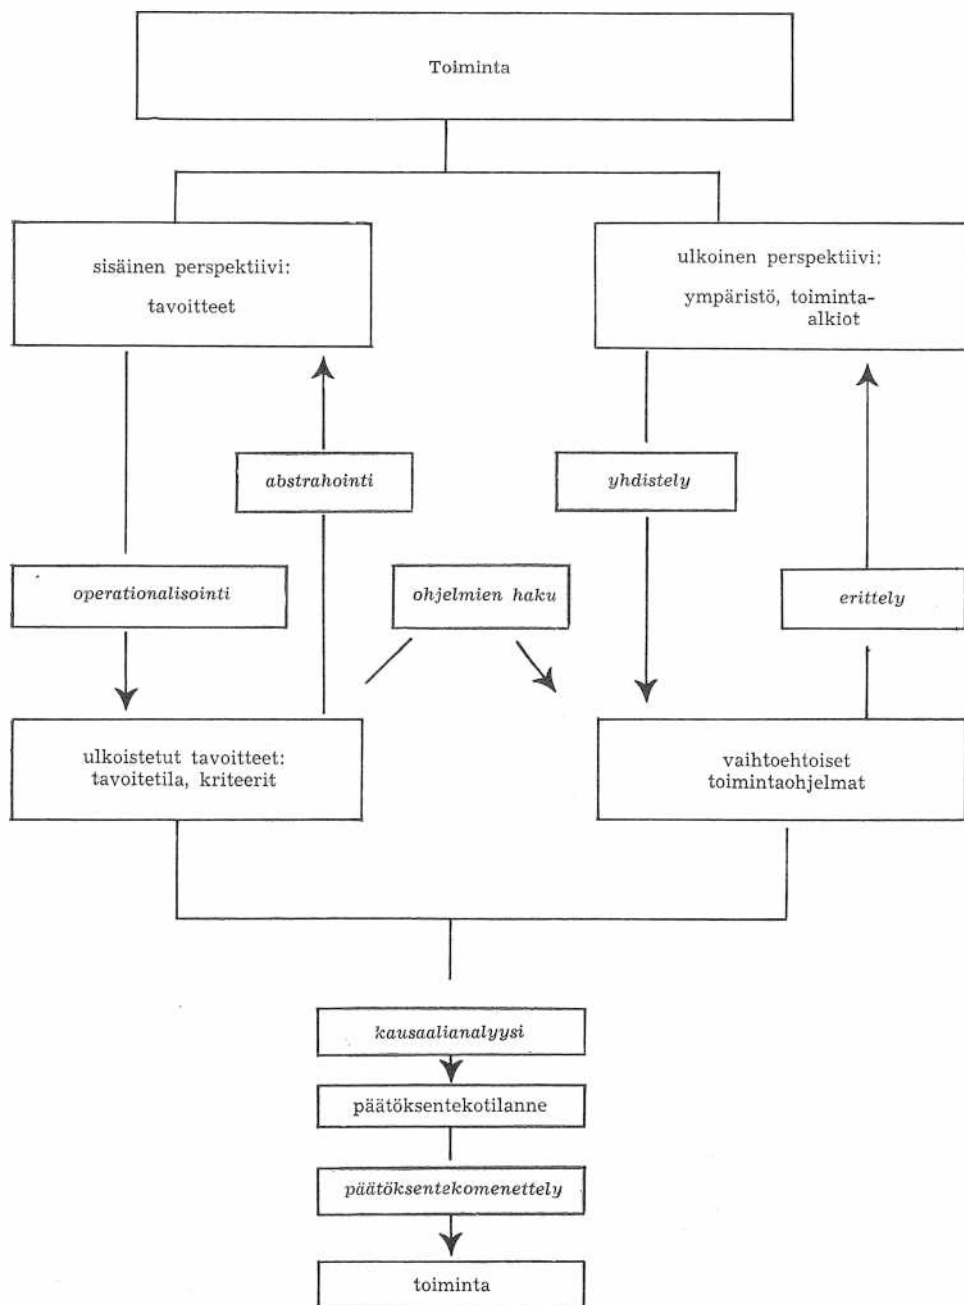 Toiminta
sisäinen perspektiivi:
tavoitteet
ulkoinen perspektiivi:
ympäristö, toiminta-
alkiot
abstrahointi
yhdistely
operationalisointi
ohjelmien haku
erittely
ulkoistetut tavoitteet:
tavoitetila, kriteerit
vaihtoehtoiset
toimintaohjelmat
kausaalianalyysi
päätöksentekotilanne
päätöksentekomenettely
toiminta